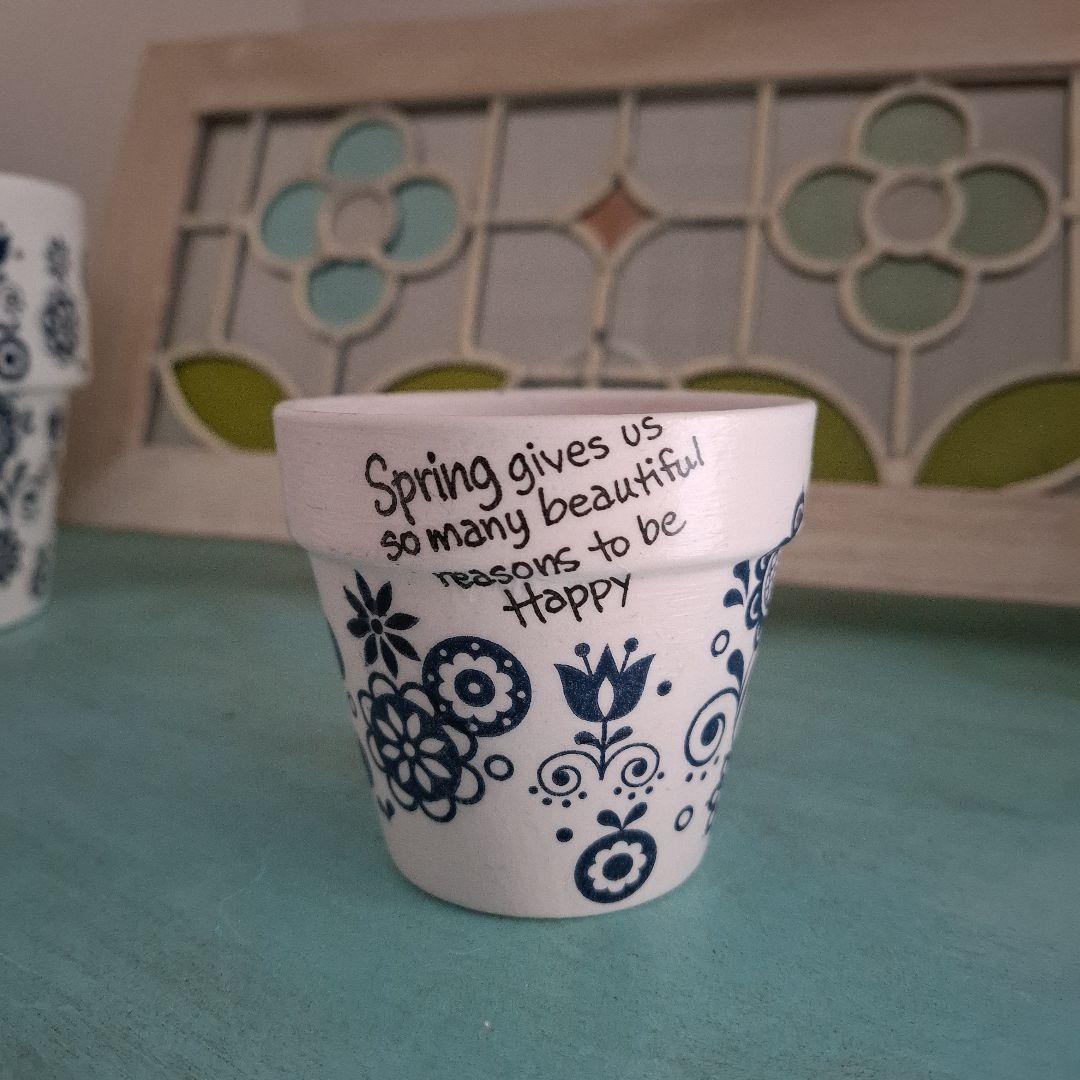 Spring gives us
so many beautiful
reasons to be
Happy